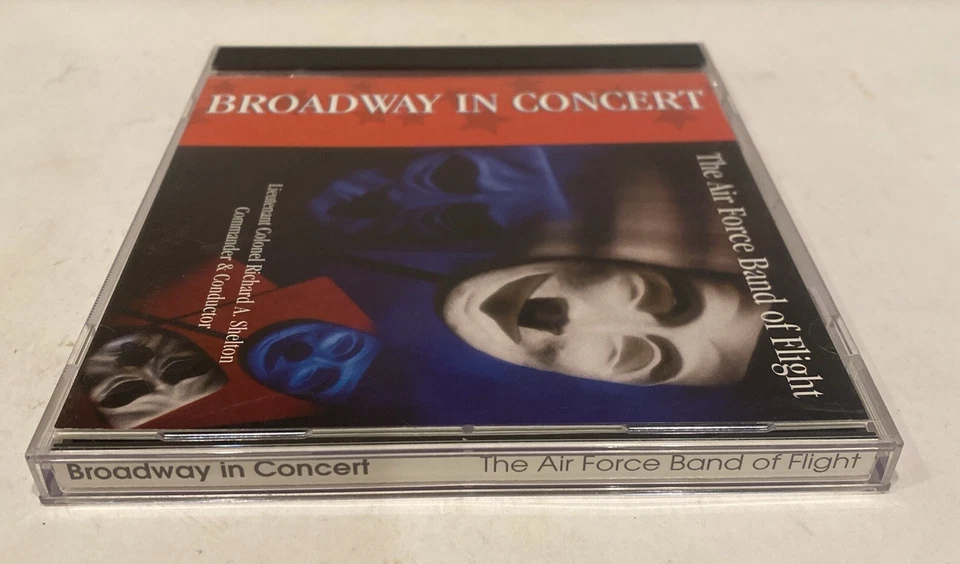 BROADWAY IN CONCERT
The Air Force Band of Flight
Lieutenant Colonel Richard A. Shelton
Commander & Conductor
Broadway in Concert The Air Force Band of Flight